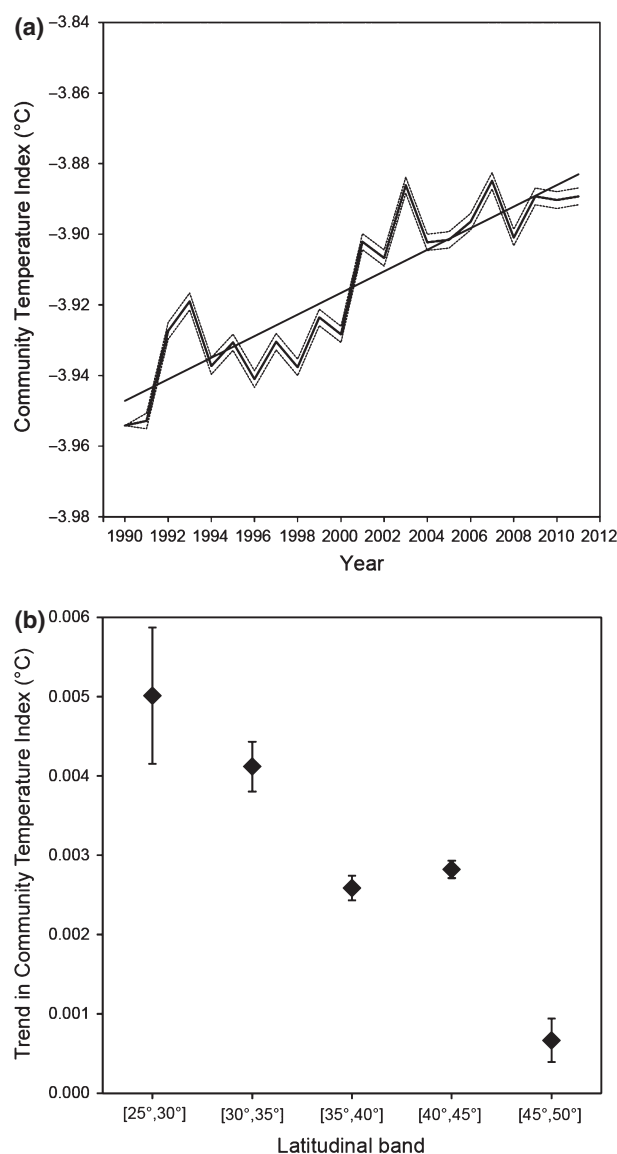 (a)
Community Temperature Index (°C)
–3.84
–3.86
–3.88
–3.90
–3.92
–3.94
–3.96
–3.98
1990 1992 1994 1996 1998 2000 2002 2004 2006 2008 2010 2012
Year
(b)
Trend in Community Temperature Index (°C)
0.006
0.005
0.004
0.003
0.002
0.001
0.000
[25°,30°] [30°,35°] [35°,40°] [40°,45°] [45°,50°]
Latitudinal band